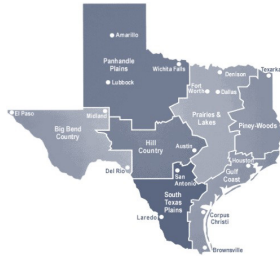 Amarillo
Panhandle
Plains
Wichita Falls
Lubbock
Denison
Texarka
Fort
Worth
Dallas
Prairies
& Lakes
El Paso
Midland
Big Bend
Country
Hill
Country
Piney-Woods
Austin
Del Rio
San
Antonio
Houston
Gulf
Coast
South
Texas
Plains
Laredo
Corpus
Christi
Brownsville